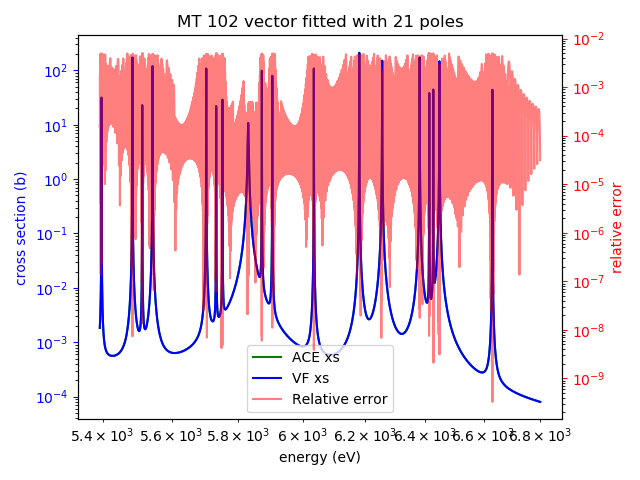 MT 102 vector fitted with 21 poles
cross section (b)
10²
10¹
10⁰
10⁻¹
10⁻²
10⁻³
10⁻⁴
10⁻²
10⁻³
10⁻⁴
10⁻⁵
10⁻⁶
10⁻⁷
10⁻⁸
10⁻⁹
relative error
ACE xs
VF xs
Relative error
5.4 × 10³ 5.6 × 10³ 5.8 × 10³ 6 × 10³ 6.2 × 10³ 6.4 × 10³ 6.6 × 10³ 6.8 × 10³
energy (eV)